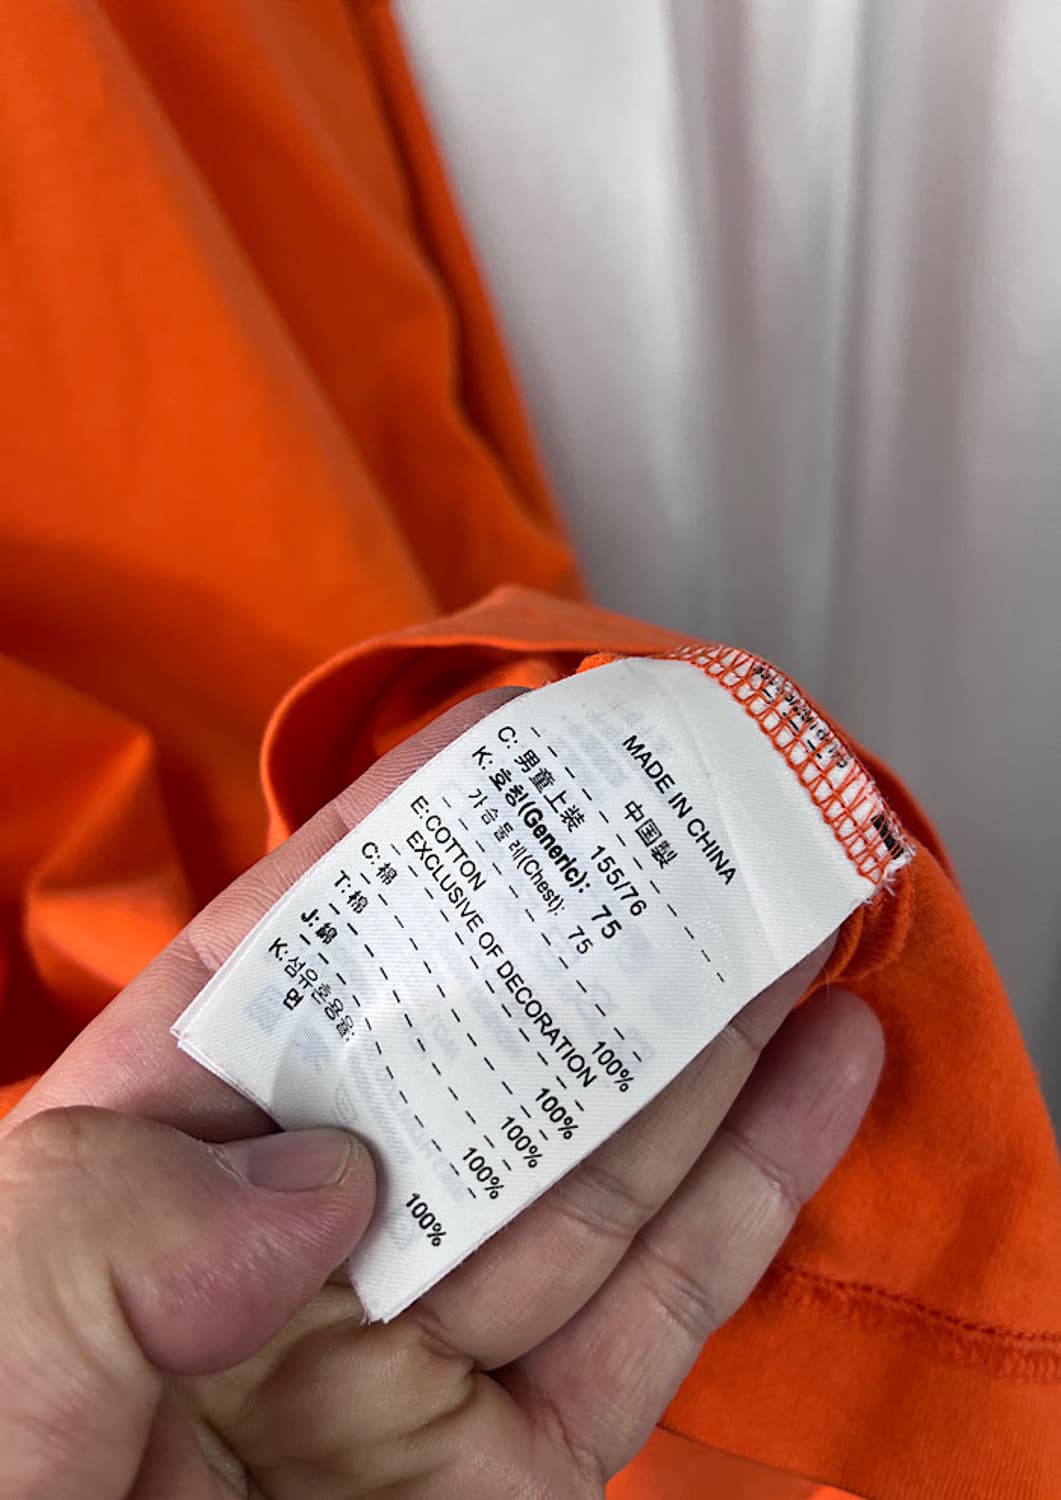 MADE IN CHINA
中国製
C: 男童上装 155/76
K: 호칭(Generic): 75
가슴둘레(Chest): 75
E:COTTON 100%
EXCLUSIVE OF DECORATION
C:棉 100%
T:棉 100%
J:綿 100%
K:섬유혼용율:
면 100%